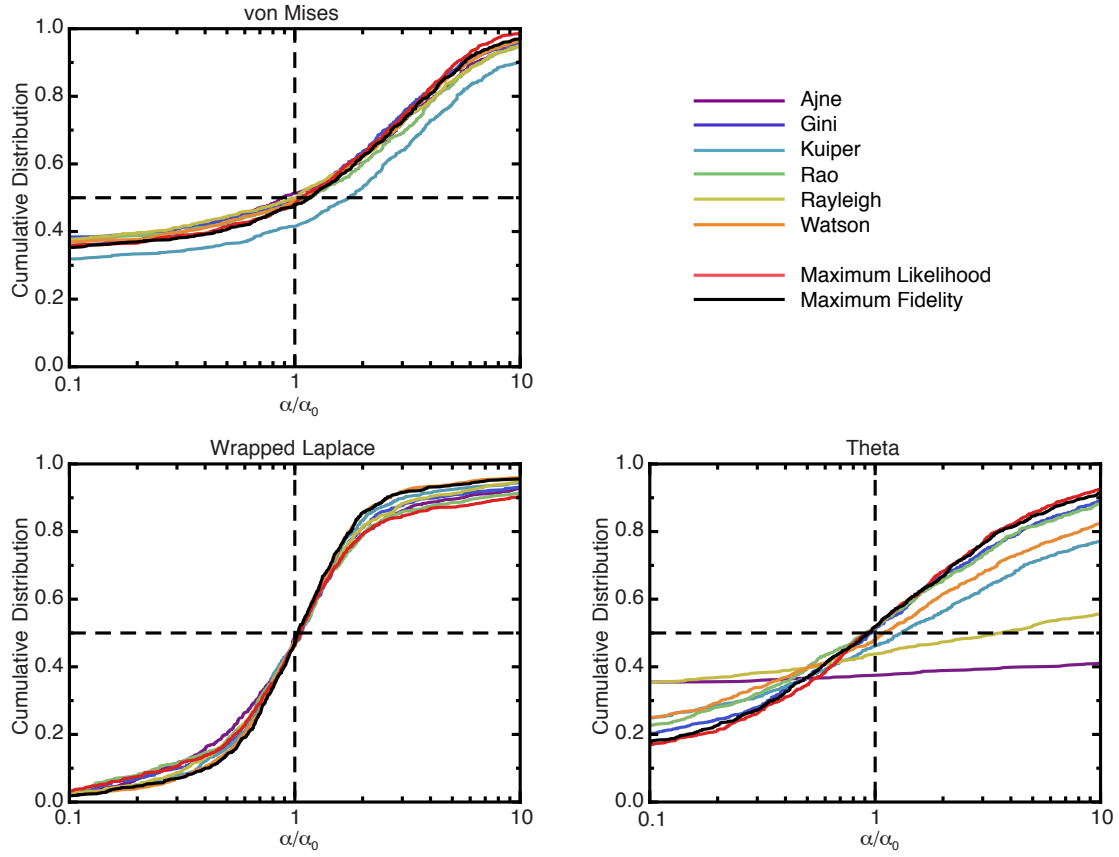 von Mises
Cumulative Distribution
1.0
0.8
0.6
0.4
0.2
0.0
0.1
1
10
α/α0
Ajne
Gini
Kuiper
Rao
Rayleigh
Watson
Maximum Likelihood
Maximum Fidelity
Wrapped Laplace
Cumulative Distribution
1.0
0.8
0.6
0.4
0.2
0.0
0.1
1
10
α/α0
Theta
Cumulative Distribution
1.0
0.8
0.6
0.4
0.2
0.0
0.1
1
10
α/α0